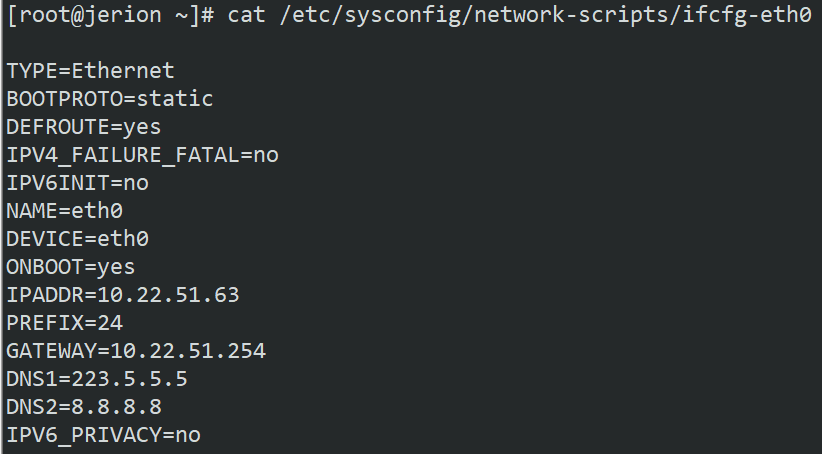 [root@jerion ~]# cat /etc/sysconfig/network-scripts/ifcfg-eth0
TYPE=Ethernet
BOOTPROTO=static
DEFROUTE=yes
IPV4_FAILURE_FATAL=no
IPV6INIT=no
NAME=eth0
DEVICE=eth0
ONBOOT=yes
IPADDR=10.22.51.63
PREFIX=24
GATEWAY=10.22.51.254
DNS1=223.5.5.5
DNS2=8.8.8.8
IPV6_PRIVACY=no